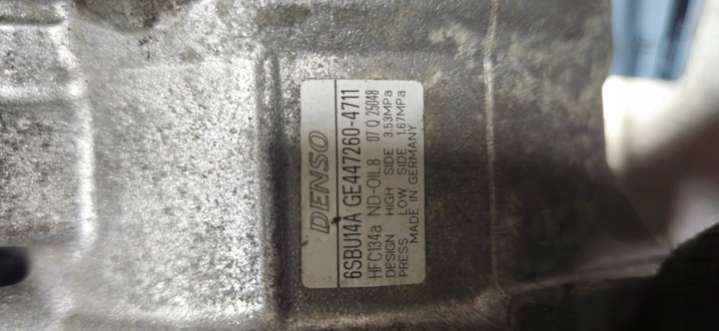 DENSO
6SBU14A GE447260-4711
HFC134a ND-OIL8 07 Q 25048
DESIGN HIGH SIDE 3.53MPa
PRESS LOW SIDE 1.67MPa
MADE IN GERMANY